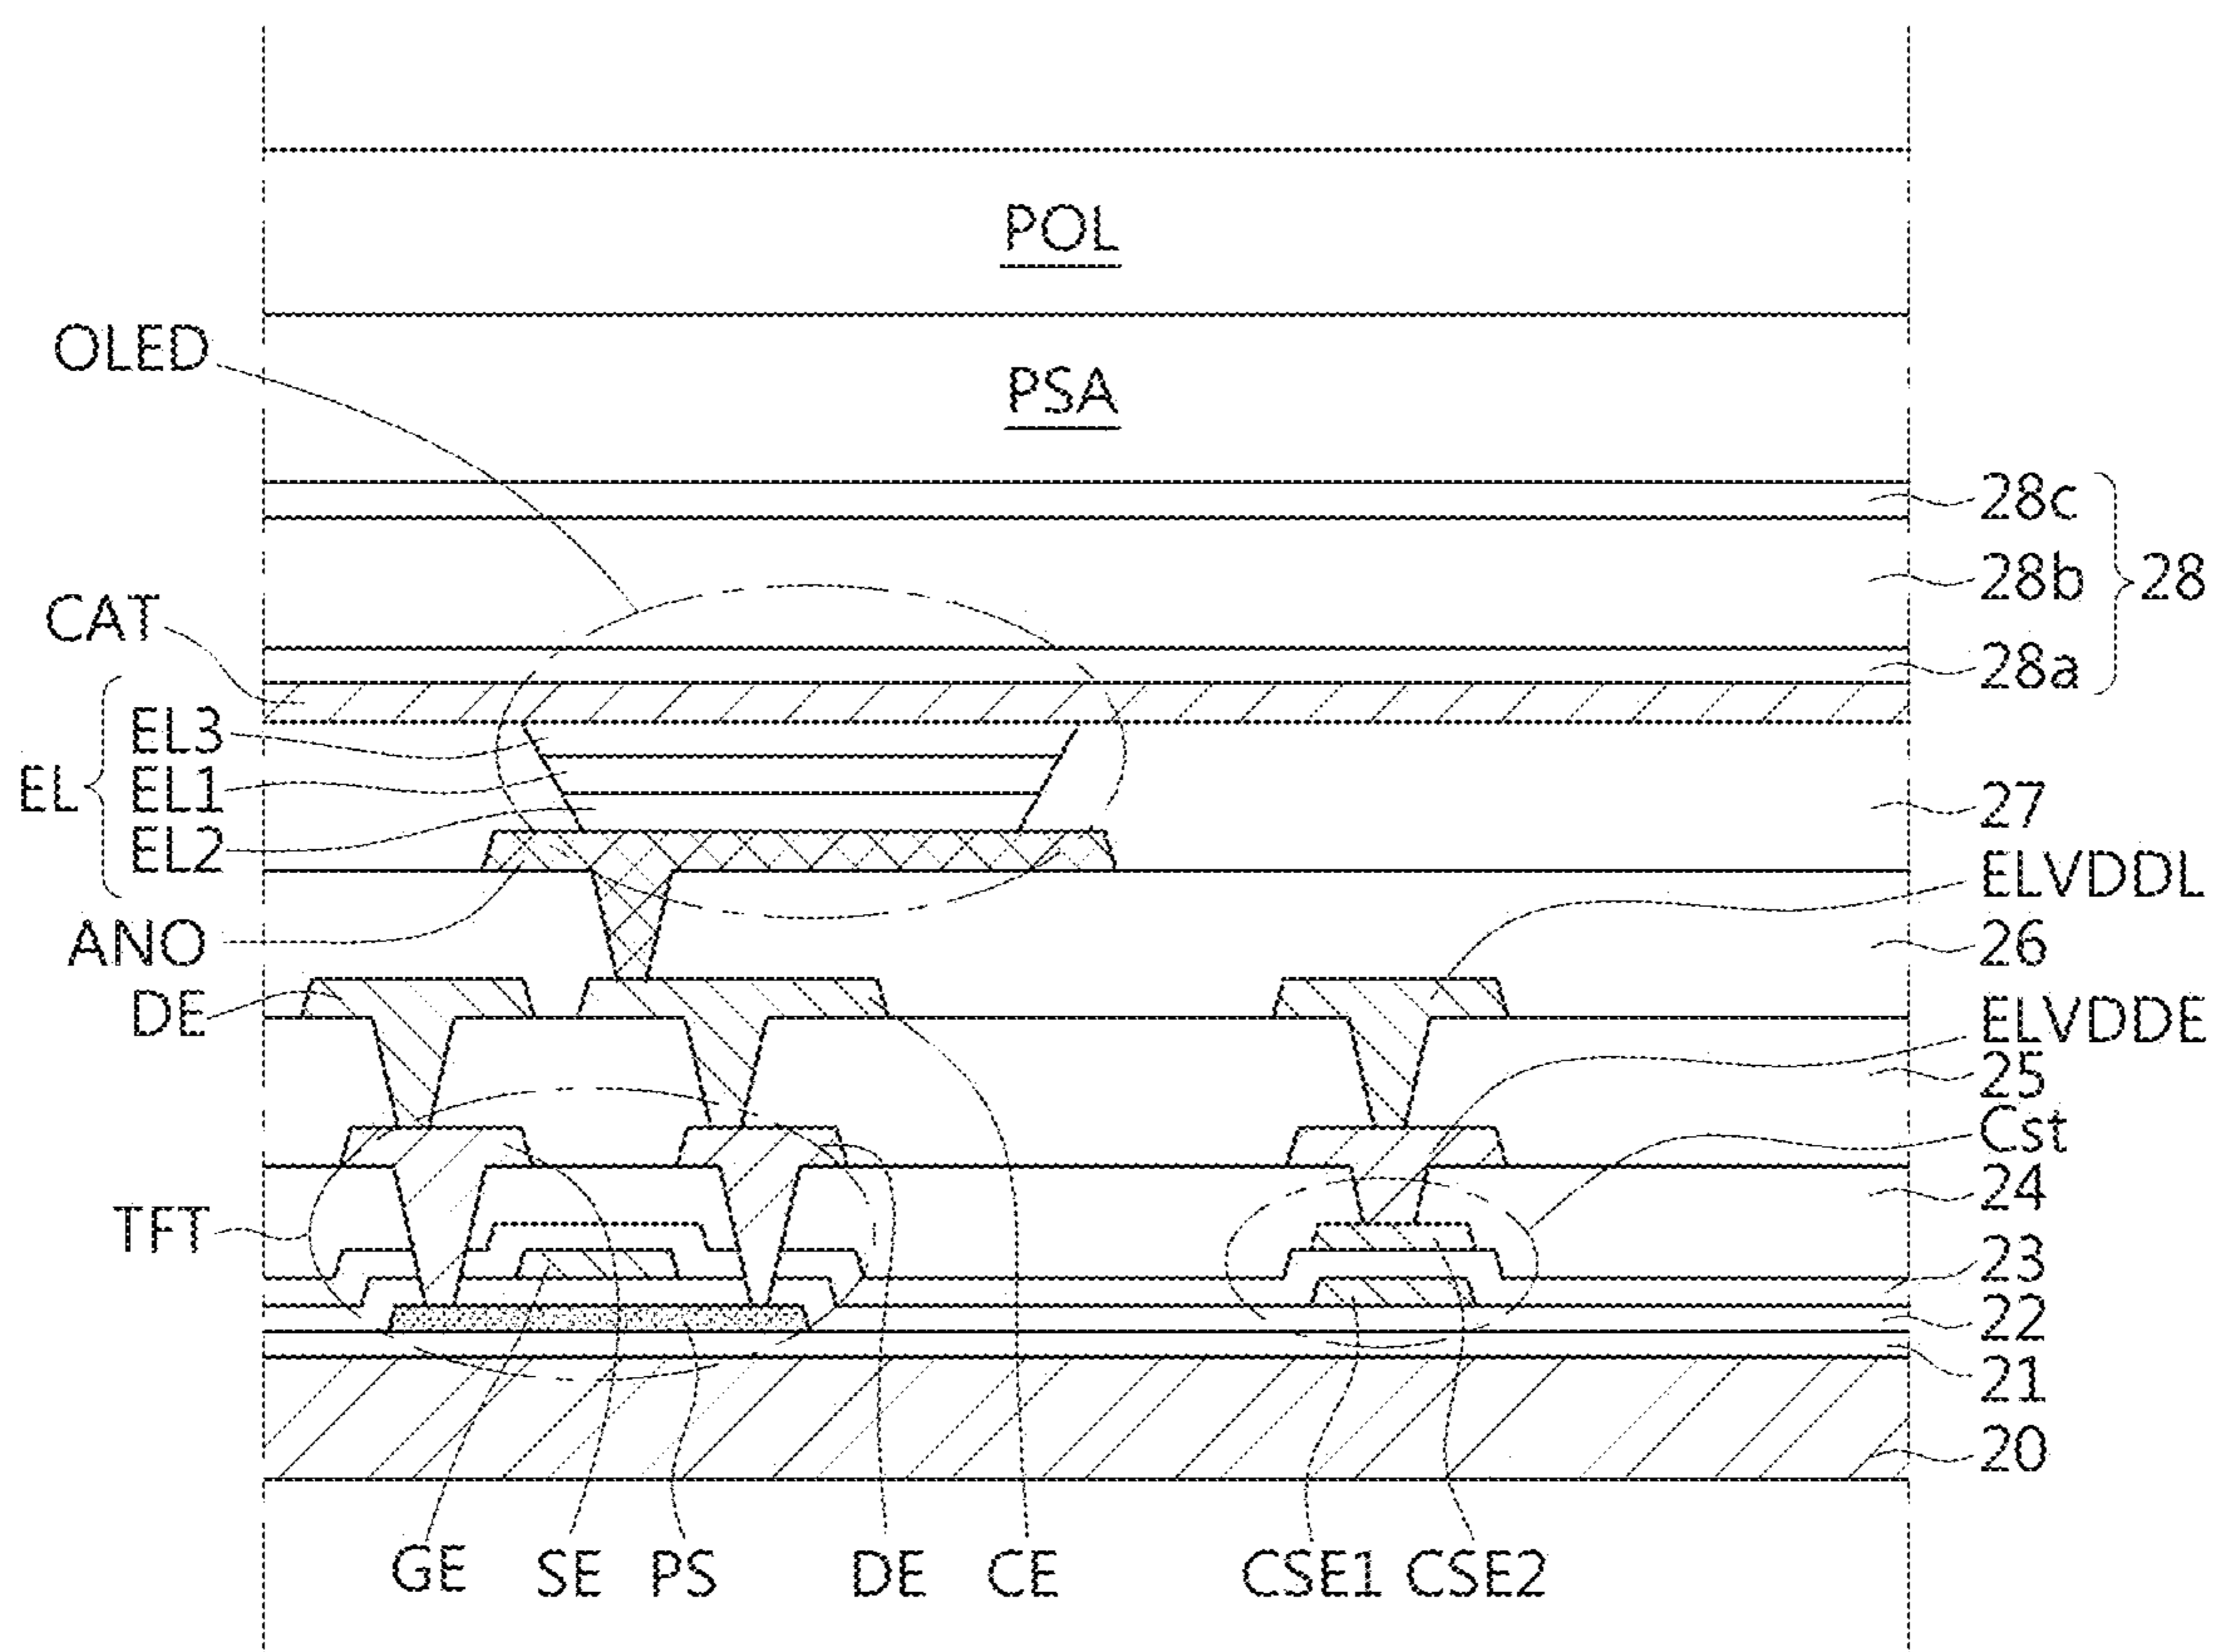 POL
OLED
PSA
28c
28b
28
CAT
28a
EL3
EL
EL1
27
EL2
ELVDDL
ANO
26
DE
ELVDDE
25
Cst
24
TFT
23
22
21
20
GE
SE
PS
DE
CE
CSE1
CSE2